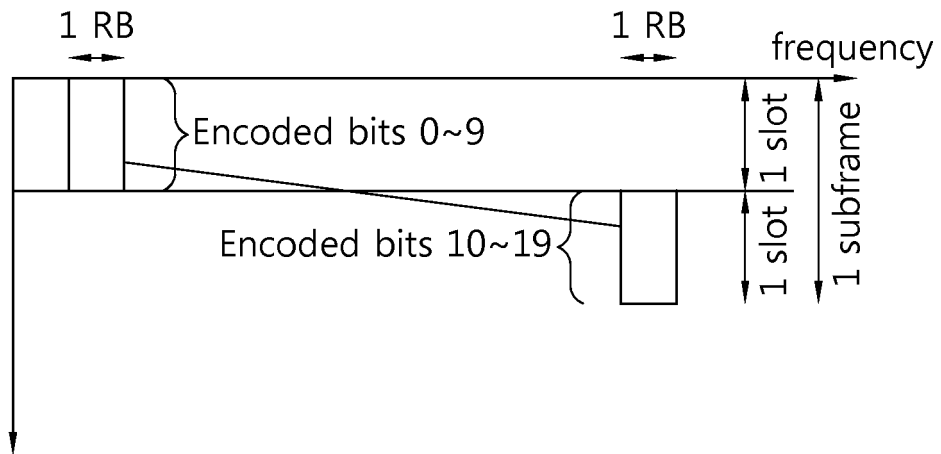 1 RB
1 RB
frequency
Encoded bits 0~9
1 slot
1 subframe
Encoded bits 10~19
1 slot